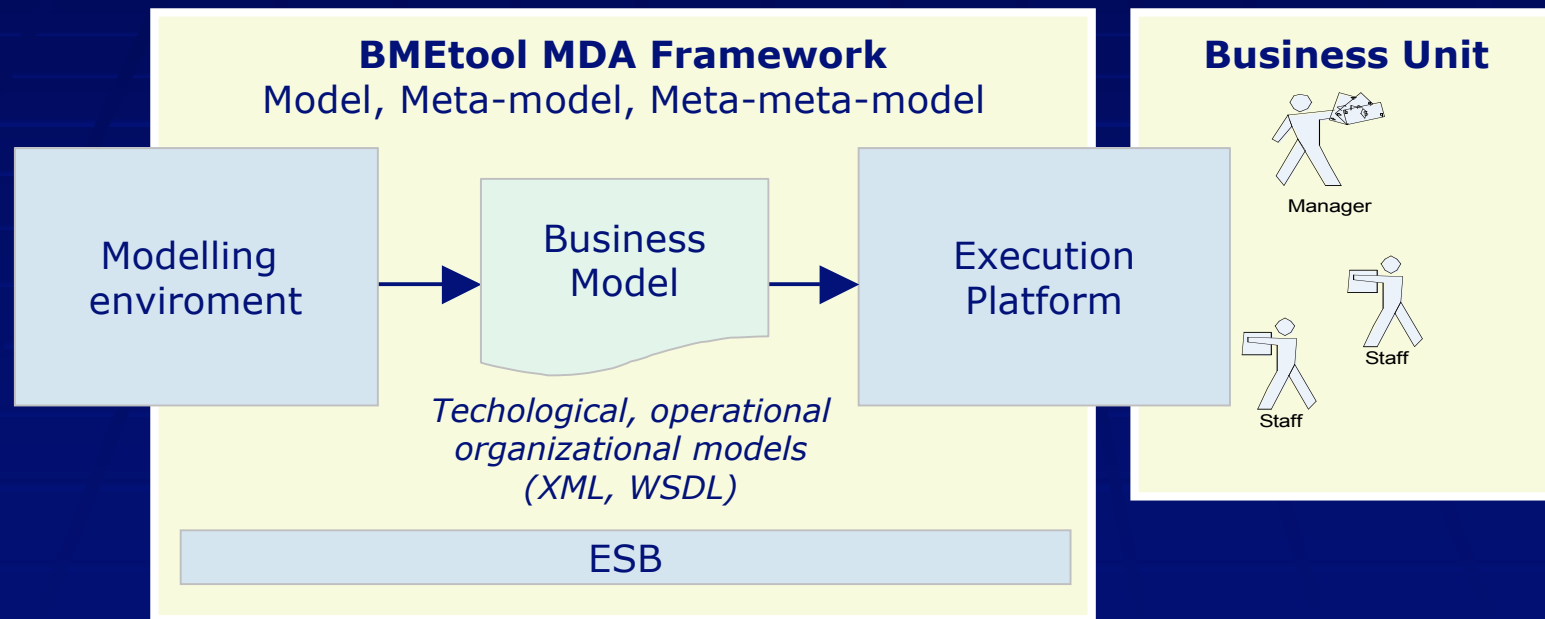 BMEtool MDA Framework
Model, Meta-model, Meta-meta-model
Business Unit
Manager
Modelling
enviroment
Business
Model
Execution
Platform
Staff
Staff
Techological, operational
organizational models
(XML, WSDL)
ESB